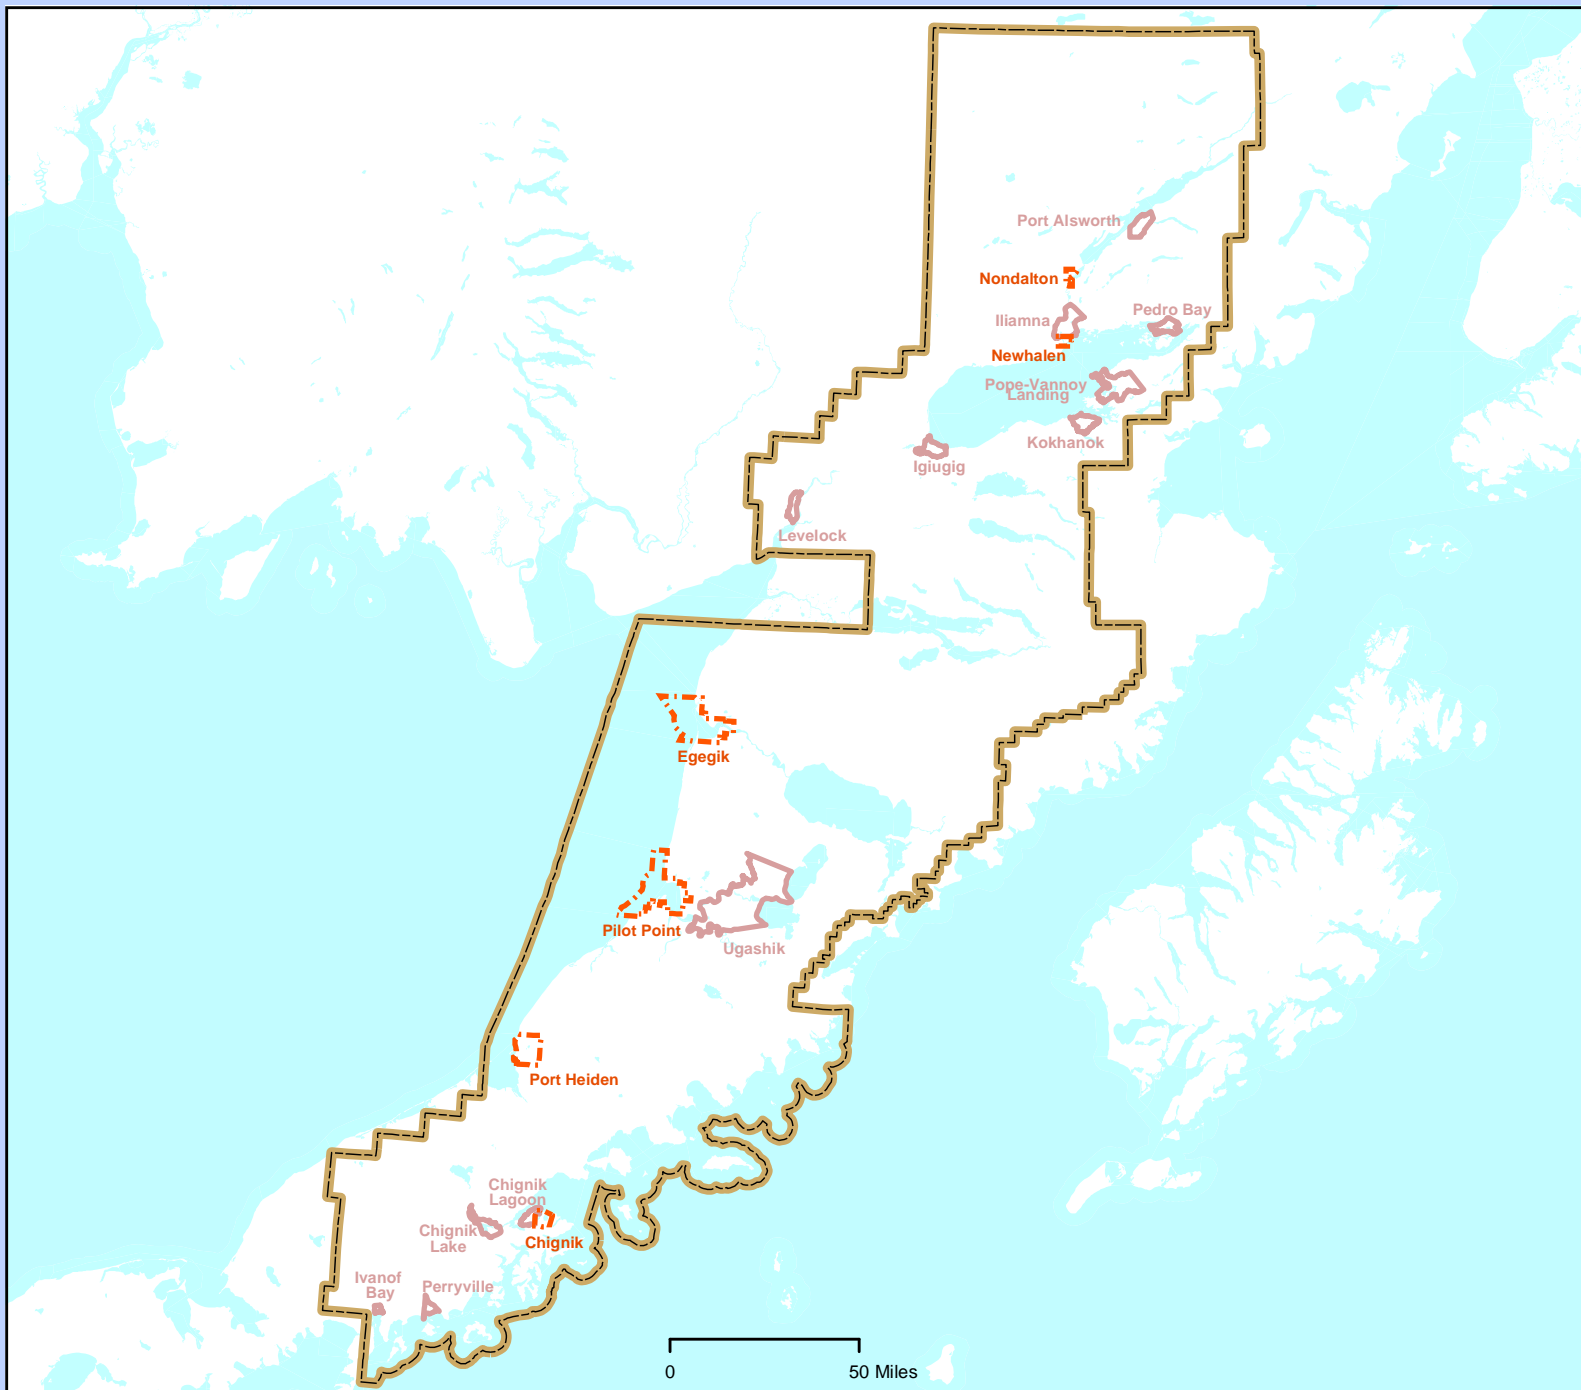 Port Alsworth
Nondalton
Iliamna
Pedro Bay
Newhalen
Pope-Vannoy
Landing
Kokhanok
Igiugig
Levelock
Egegik
Pilot Point
Ugashik
Port Heiden
Chignik
Lagoon
Chignik
Lake
Chignik
Ivanof
Bay
Perryville
0 50 Miles